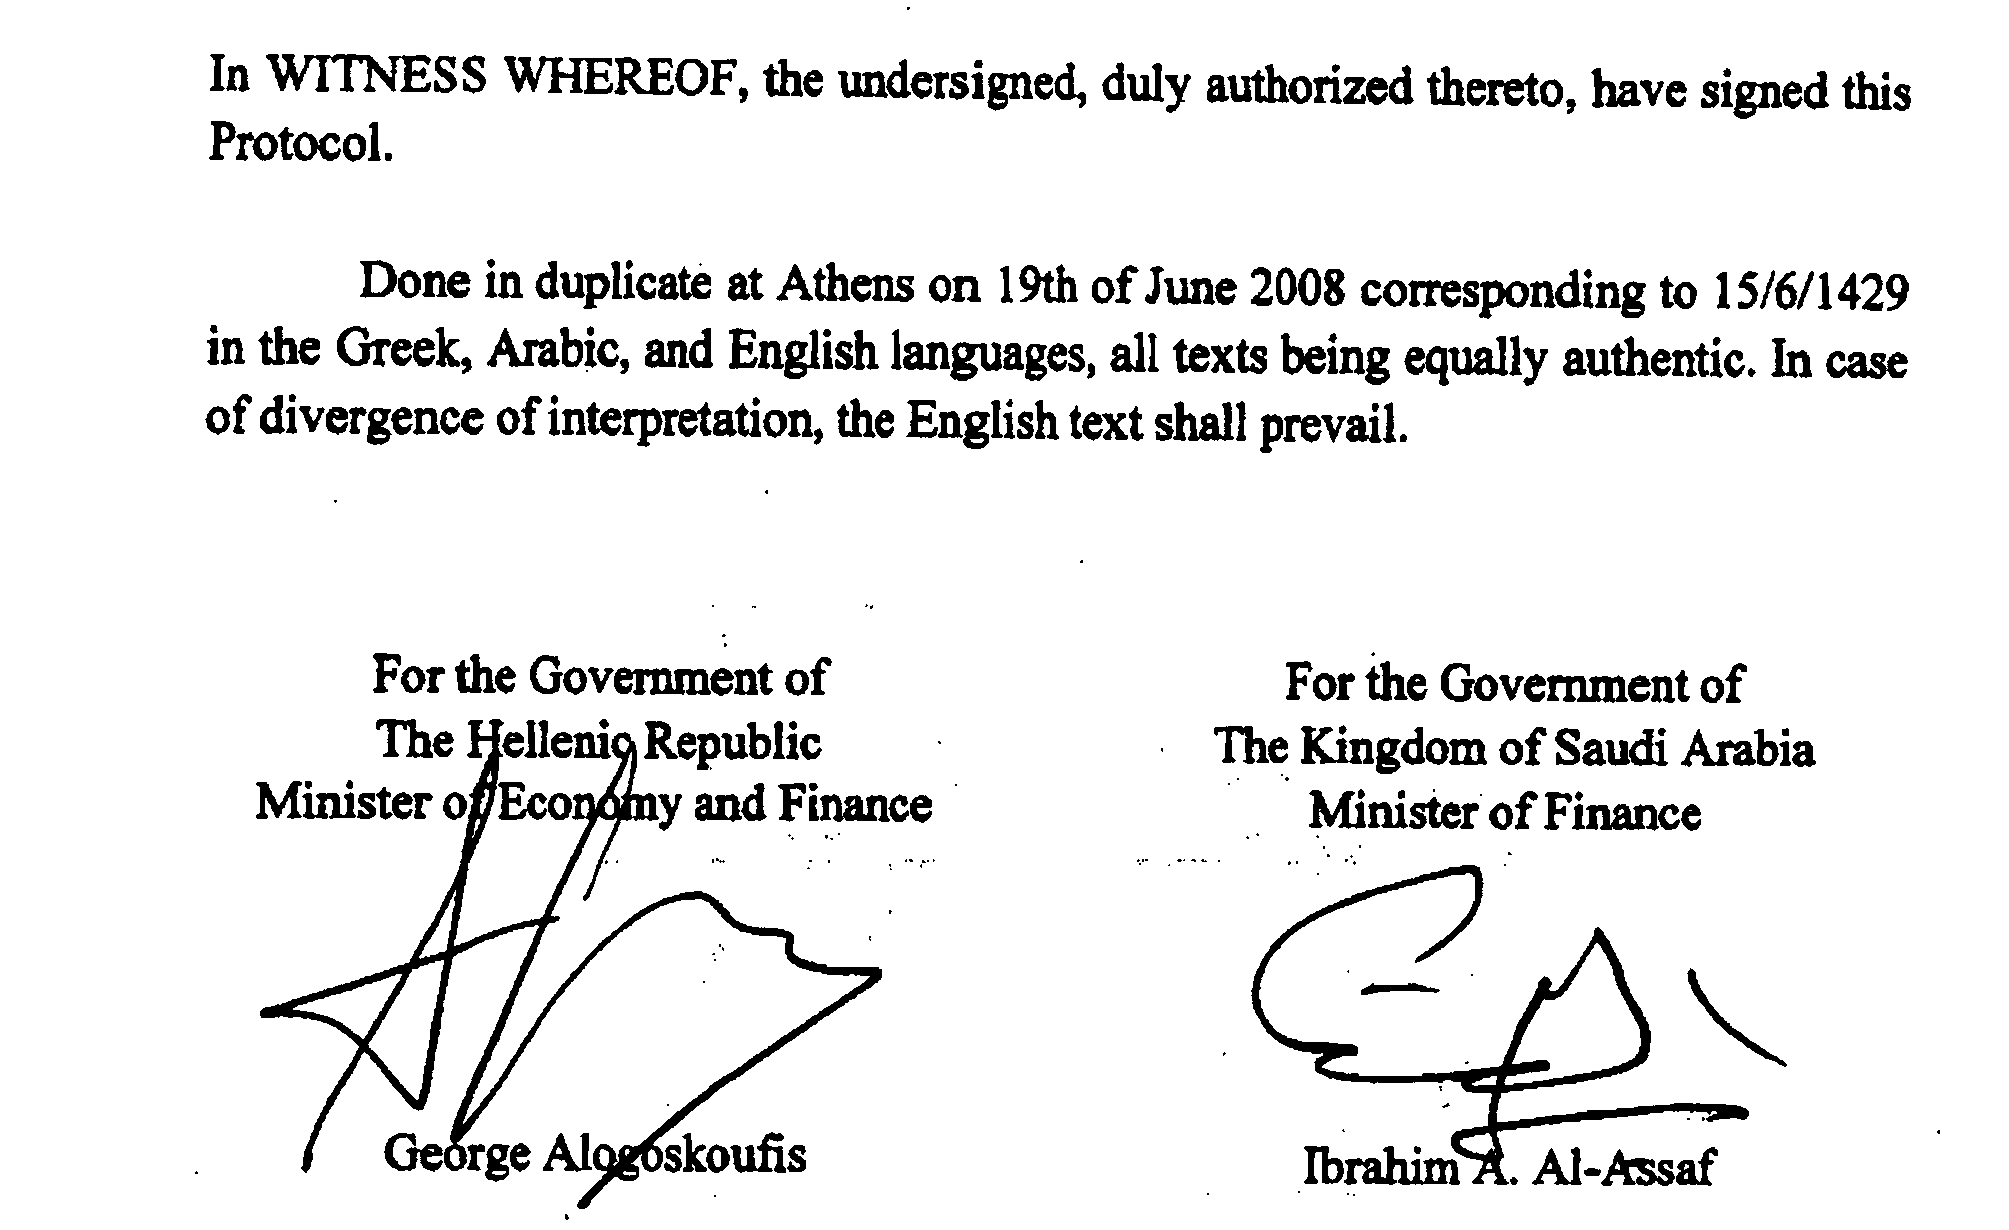 In WITNESS WHEREOF, the undersigned, duly authorized thereto, have signed this
Protocol.
Done in duplicate at Athens on 19th of June 2008 corresponding to 15/6/1429
in the Greek, Arabic, and English languages, all texts being equally authentic. In case
of divergence of interpretation, the English text shall prevail.
For the Government of
The Hellenic Republic
Minister of Economy and Finance
George Alogoskoufis
For the Government of
The Kingdom of Saudi Arabia
Minister of Finance
Ibrahim A. Al-Assaf